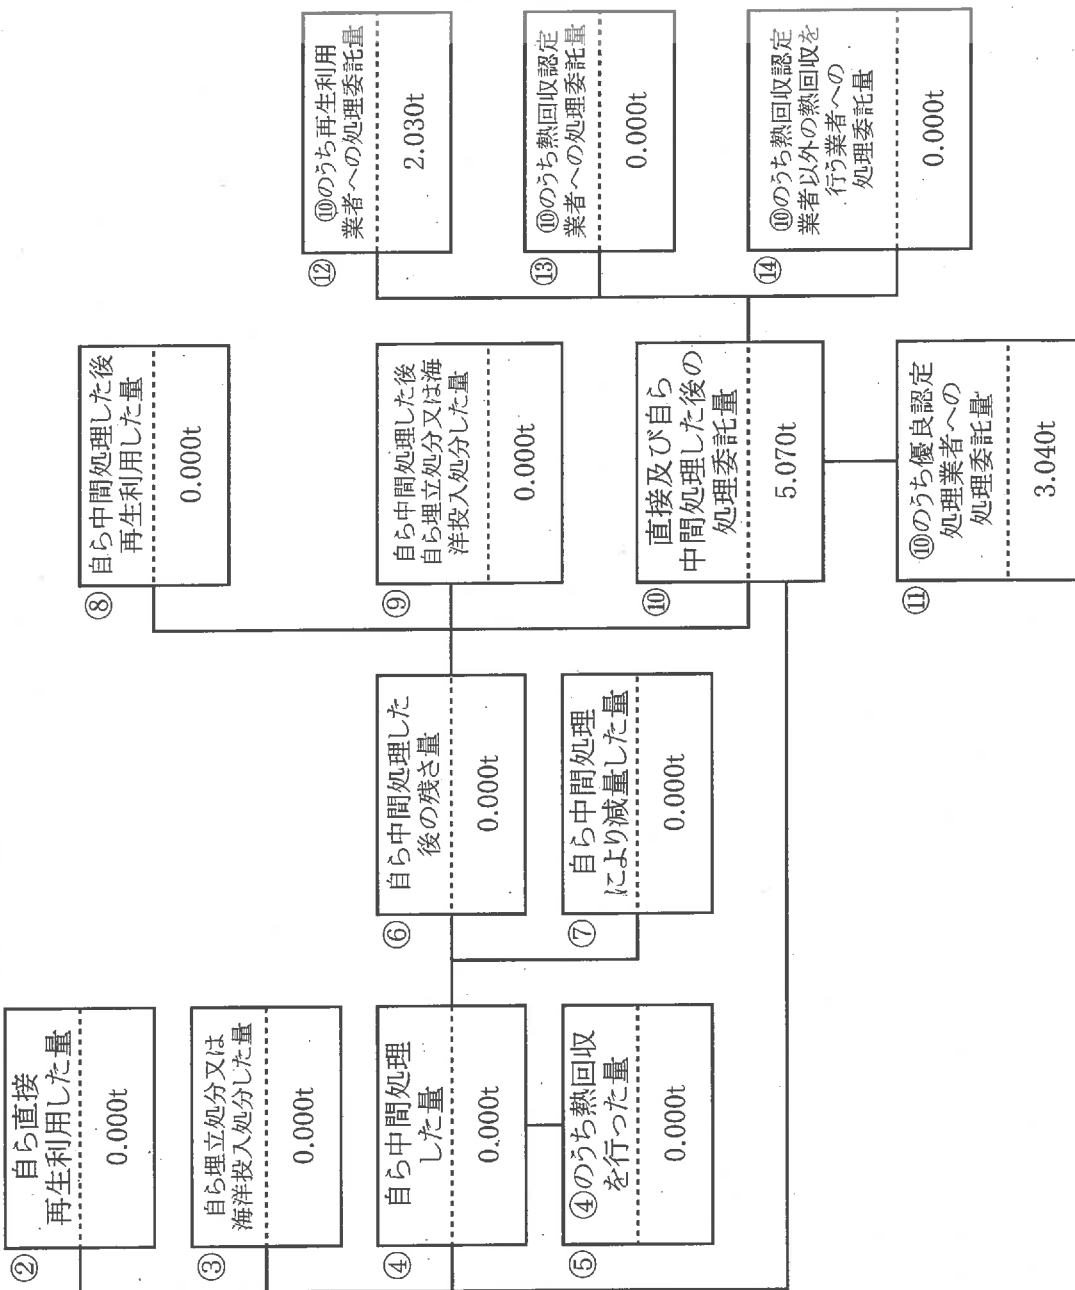 ②
自ら直接
再生利用した量
0.000t
③
自ら埋立処分又は
海洋投入処分した量
0.000t
④
自ら中間処理
した量
0.000t
⑤
④のうち熱回収
を行った量
0.000t
⑥
自ら中間処理した
後の残さ量
0.000t
⑦
自ら中間処理
により減量した量
0.000t
⑧
自ら中間処理した後
再生利用した量
0.000t
⑨
自ら中間処理した後
自ら埋立処分又は海
洋投入処分した量
0.000t
⑩
直接及び自ら
中間処理した後の
処理委託量
5.070t
⑪
⑩のうち優良認定
処理業者への
処理委託量
3.040t
⑫
⑩のうち再生利用
業者への処理委託量
2.030t
⑬
⑩のうち熱回収認定
業者への処理委託量
0.000t
⑭
⑩のうち熱回収認定
業者以外の熱回収を
行う業者への
処理委託量
0.000t